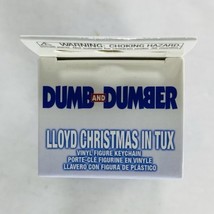 WARNING: CHOKING HAZARD
DUMB AND DUMBER
LLOYD CHRISTMAS IN TUX
VINYL FIGURE KEYCHAIN
PORTE-CLÉ FIGURINE EN VINYLE
LLAVERO CON FIGURA DE PLÁSTICO